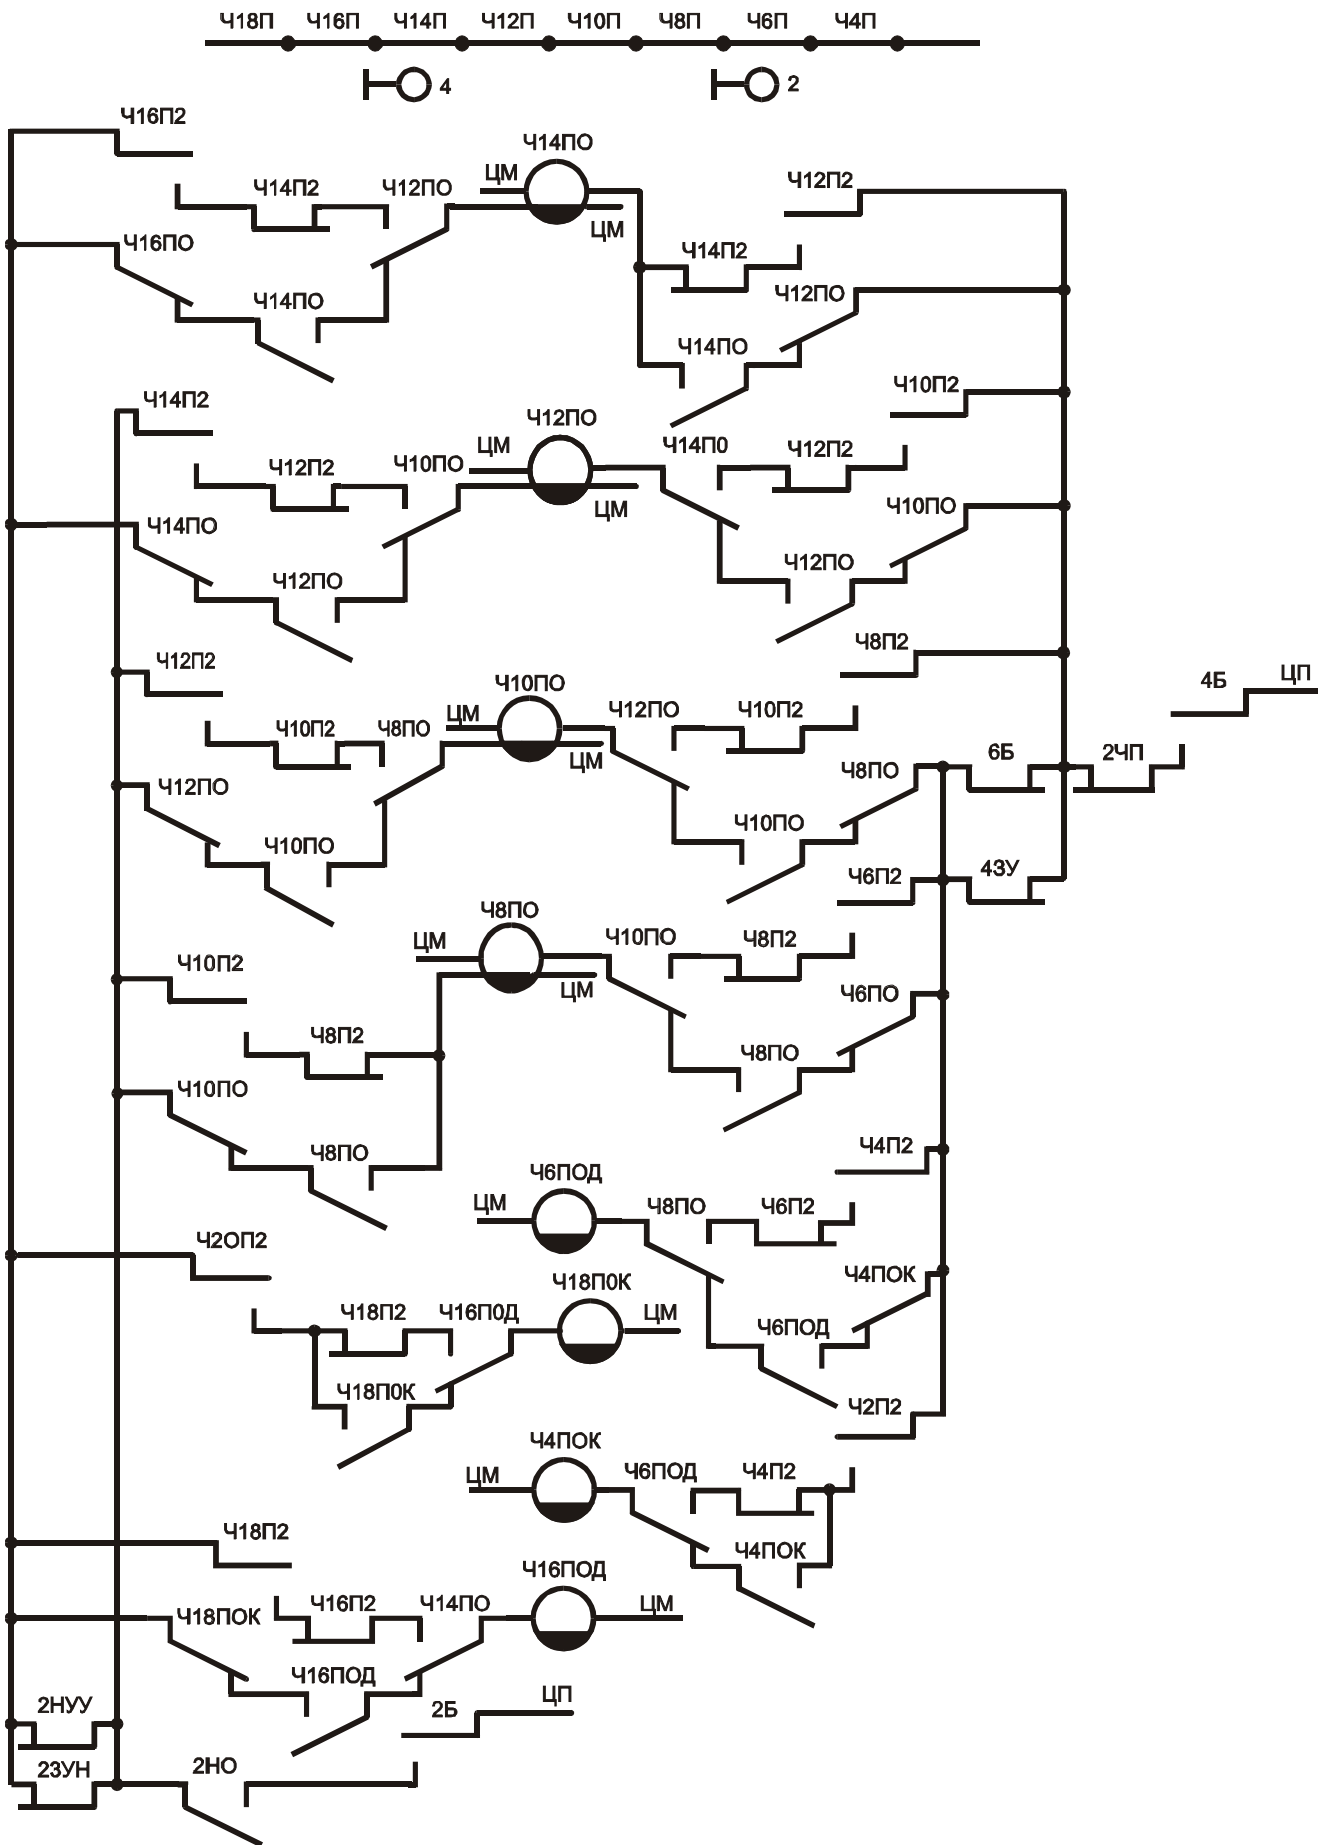 Ч18П Ч16П Ч14П Ч12П Ч10П Ч8П Ч6П Ч4П
4 2
Ч16П2
Ч14ПО
ЦМ
Ч14П2 Ч12ПО
Ч12П2
ЦМ
Ч16ПО
Ч14П2
Ч14ПО
Ч12ПО
Ч14ПО
Ч10П2
Ч14П2
Ч12ПО
ЦМ
Ч14П0 Ч12П2
Ч12П2 Ч10ПО
ЦМ
Ч10ПО
Ч14ПО
Ч12ПО
Ч12ПО
Ч8П2
Ч12П2
4Б ЦП
Ч10ПО
ЦМ
Ч12ПО Ч10П2
Ч10П2 Ч8ПО
ЦМ
6Б 2ЧП
Ч8ПО
Ч12ПО
Ч10ПО
Ч10ПО
Ч6П2 4ЗУ
Ч8ПО
ЦМ
Ч10ПО Ч8П2
Ч10П2
ЦМ
Ч6ПО
Ч8П2
Ч8ПО
Ч10ПО
Ч8ПО
Ч4П2
Ч6ПОД
ЦМ
Ч8ПО Ч6П2
Ч2ОП2
Ч4ПОК
Ч18П0К
Ч18П2 Ч16П0Д
ЦМ
Ч6ПОД
Ч18П0К
Ч2П2
Ч4ПОК
ЦМ
Ч6ПОД Ч4П2
Ч18П2
Ч4ПОК
Ч16ПОД
Ч18ПОК Ч16П2 Ч14ПО
ЦМ
Ч16ПОД
2НУУ
2Б ЦП
2ЗУН 2НО